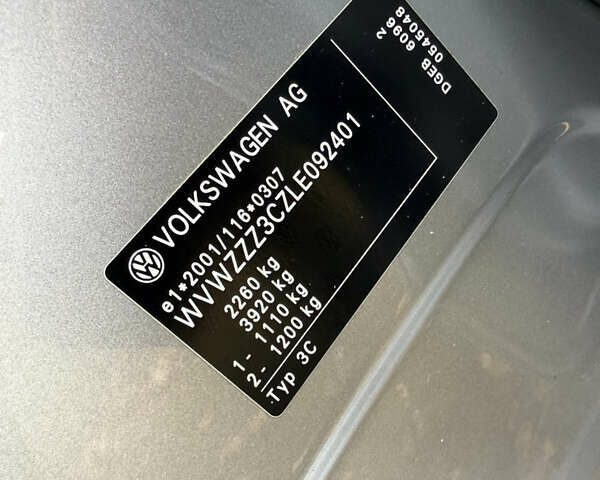 VOLKSWAGEN AG
e1*2001/116*0307
WVWZZZ3CZLE092401
2260 kg
3920 kg
1- 1110 kg
2- 1200 kg
Typ 3C
DGEB 6096 2
0545048